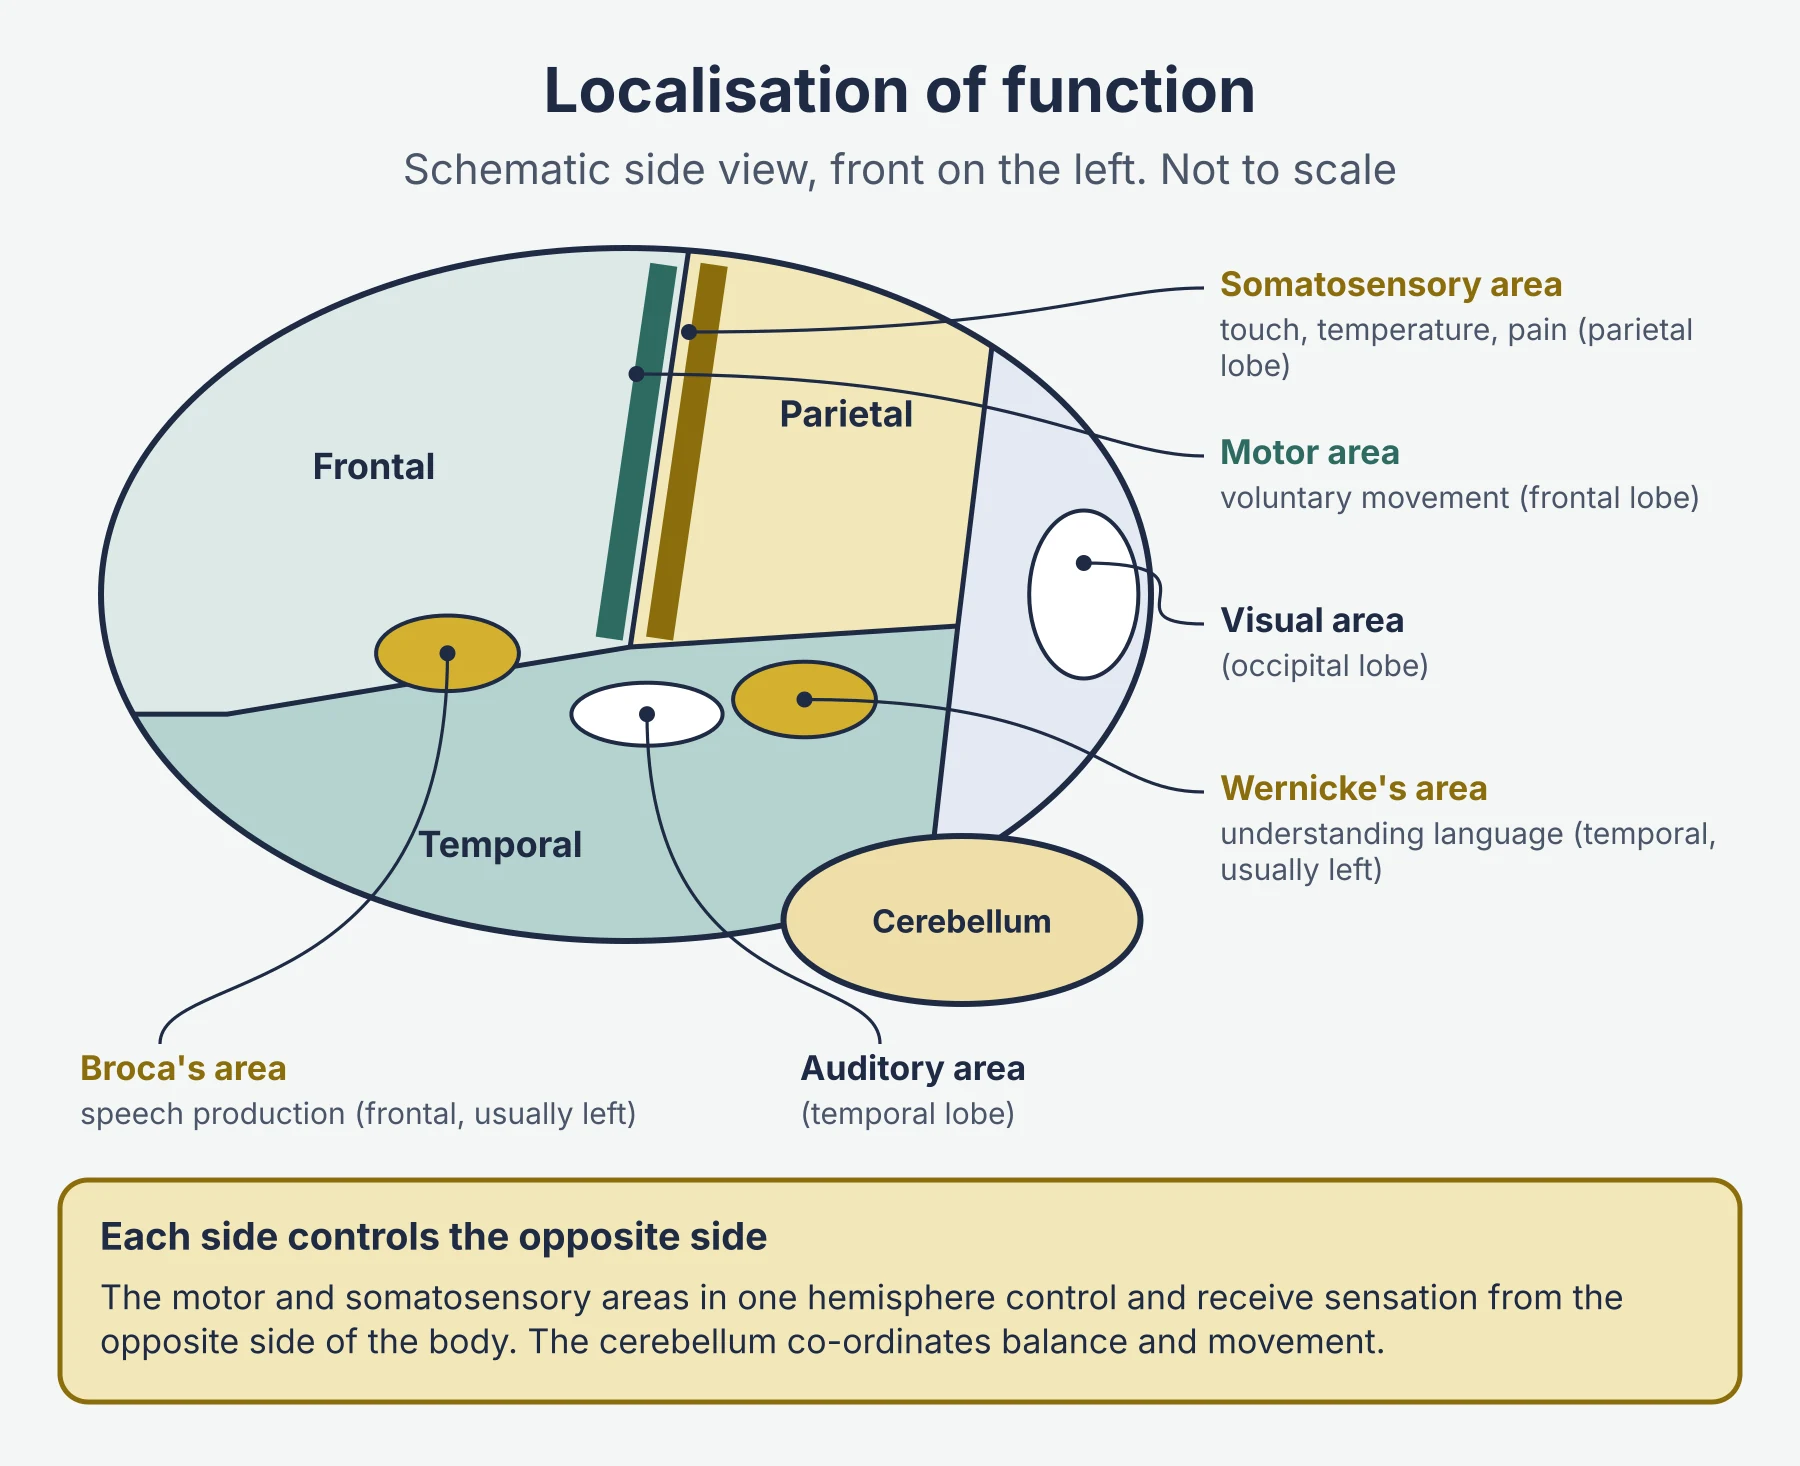 Localisation of function
Schematic side view, front on the left. Not to scale
Somatosensory area
touch, temperature, pain (parietal
lobe)
Parietal
Motor area
voluntary movement (frontal lobe)
Frontal
Visual area
(occipital lobe)
Wernicke's area
understanding language (temporal,
usually left)
Temporal
Cerebellum
Broca's area
speech production (frontal, usually left)
Auditory area
(temporal lobe)
Each side controls the opposite side
The motor and somatosensory areas in one hemisphere control and receive sensation from the
opposite side of the body. The cerebellum co-ordinates balance and movement.